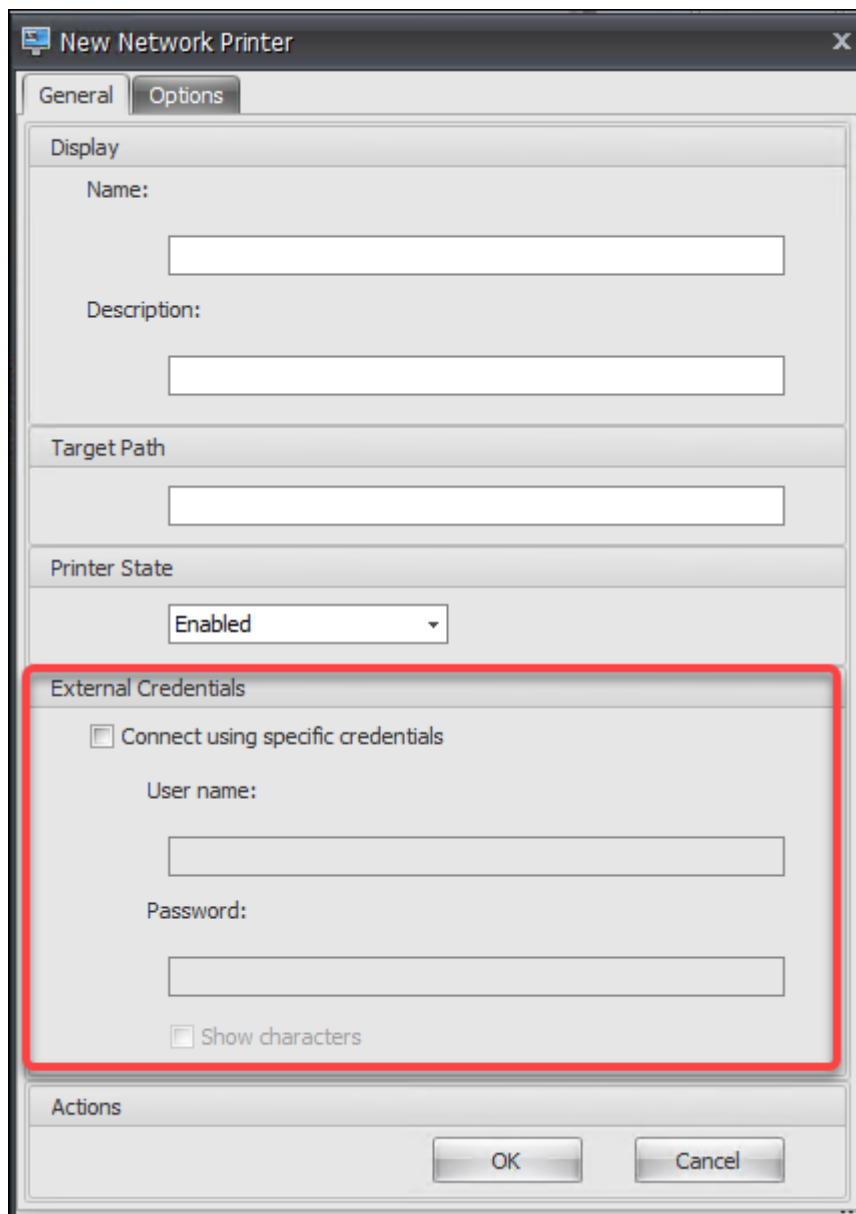 New Network Printer
General Options
Display
Name:
Description:
Target Path
Printer State
Enabled
External Credentials
Connect using specific credentials
User name:
Password:
Show characters
Actions
OK Cancel